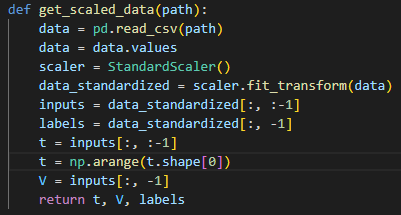 def get_scaled_data(path):
    data = pd.read_csv(path)
    data = data.values
    scaler = StandardScaler()
    data_standardized = scaler.fit_transform(data)
    inputs = data_standardized[:, :-1]
    labels = data_standardized[:, -1]
    t = inputs[:, :-1]
    t = np.arange(t.shape[0])
    V = inputs[:, -1]
    return t, V, labels